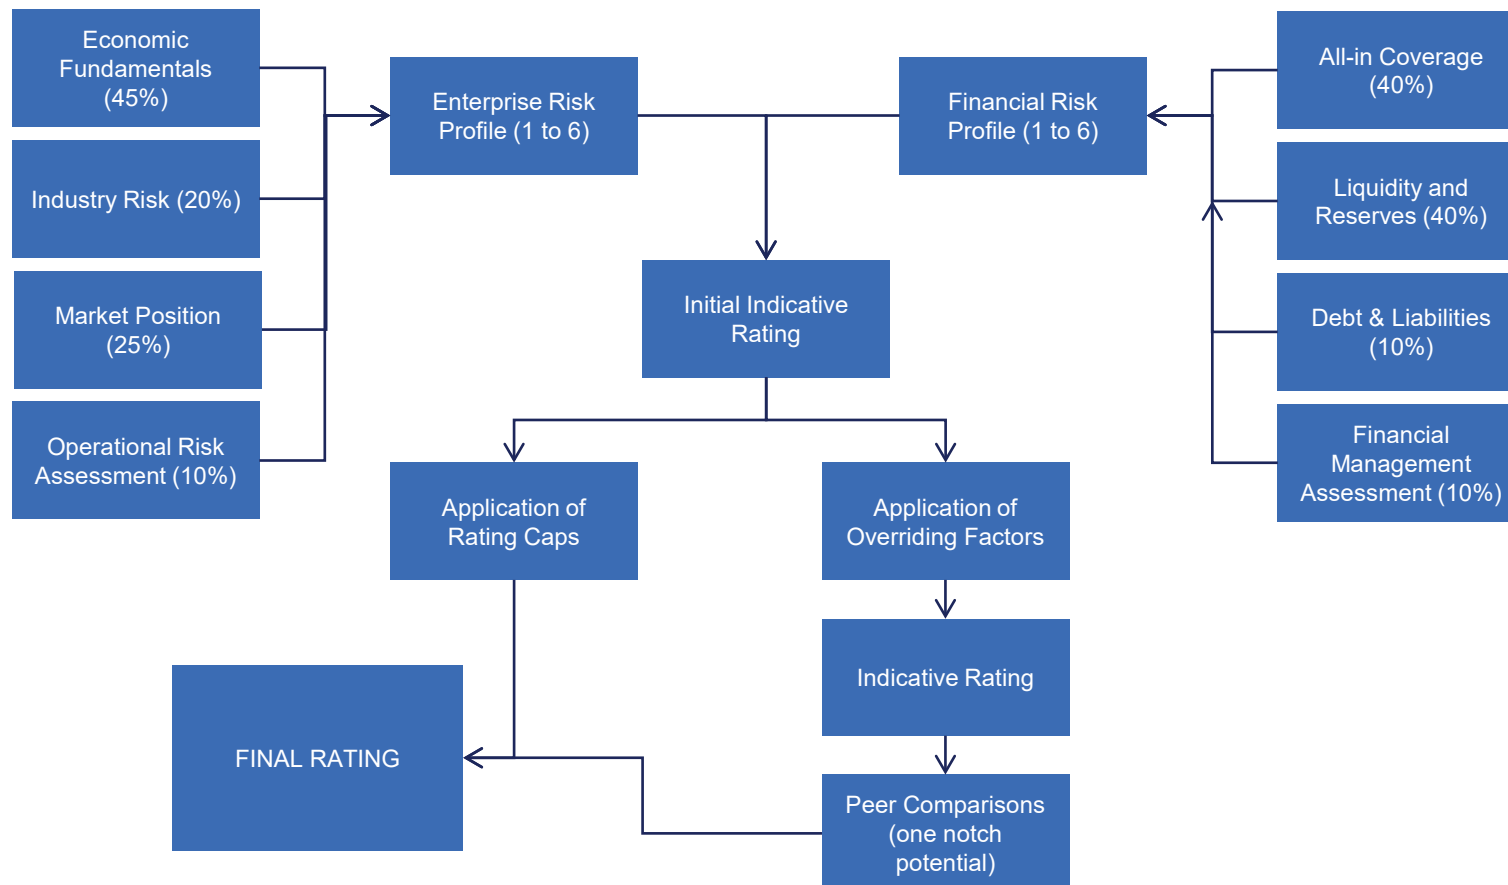 Economic
Fundamentals
(45%)
Industry Risk (20%)
Market Position
(25%)
Operational Risk
Assessment (10%)
Enterprise Risk
Profile (1 to 6)
Financial Risk
Profile (1 to 6)
All-in Coverage
(40%)
Liquidity and
Reserves (40%)
Debt & Liabilities
(10%)
Financial
Management
Assessment (10%)
Initial Indicative
Rating
Application of
Rating Caps
Application of
Overriding Factors
Indicative Rating
Peer Comparisons
(one notch
potential)
FINAL RATING